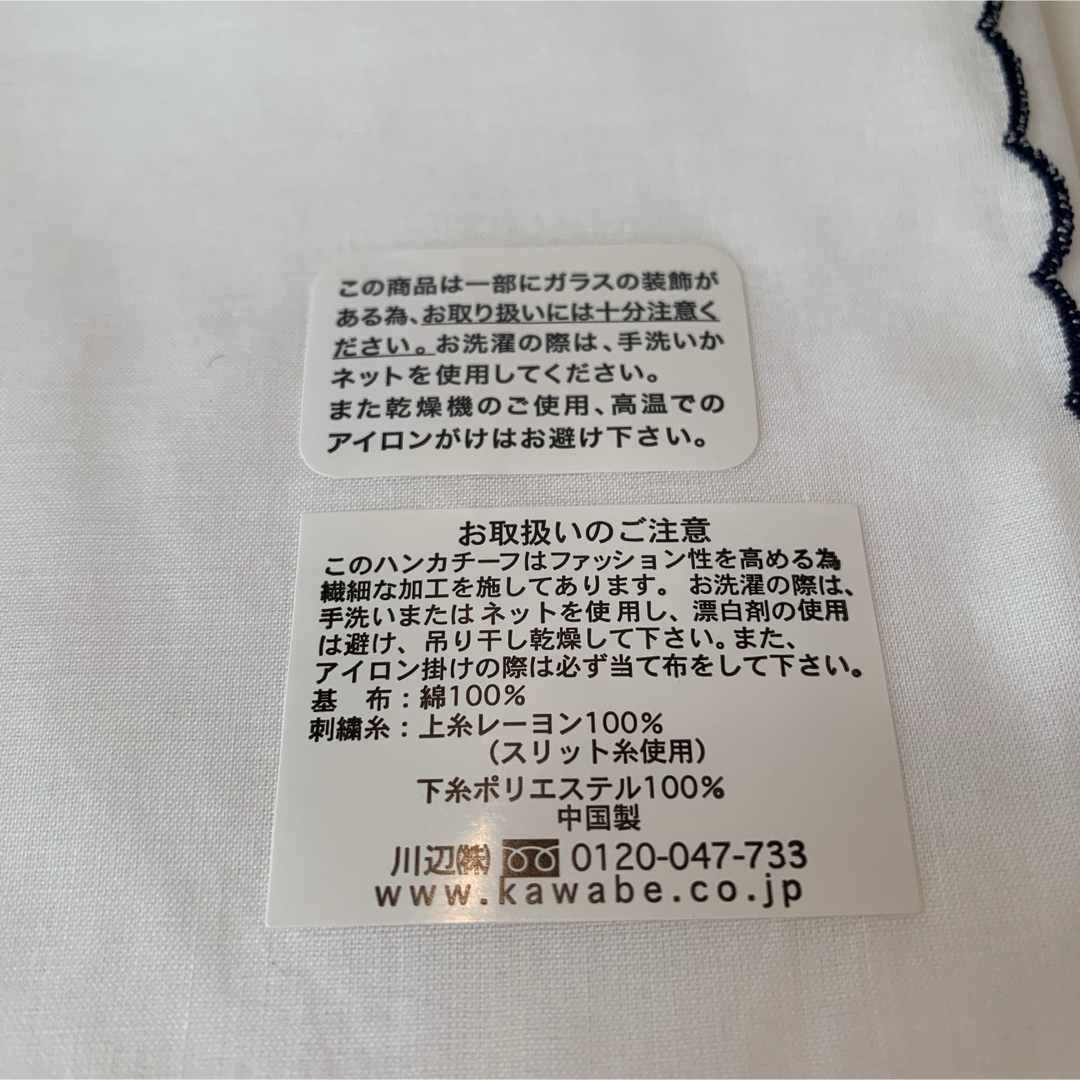 この商品は一部にガラスの装飾が
ある為、お取り扱いには十分注意く
ださい。お洗濯の際は、手洗いか
ネットを使用してください。
また乾燥機のご使用、高温での
アイロンがけはお避け下さい。
お取扱いのご注意
このハンカチーフはファッション性を高める為
繊細な加工を施してあります。お洗濯の際は、
手洗いまたはネットを使用し、漂白剤の使用
は避け、吊り干し乾燥して下さい。また、
アイロン掛けの際は必ず当て布をして下さい。
基　布：綿100%
刺繍糸：上糸レーヨン100%
（スリット糸使用）
下糸ポリエステル100%
中国製
川辺㈱ 0120-047-733
www.kawabe.co.jp